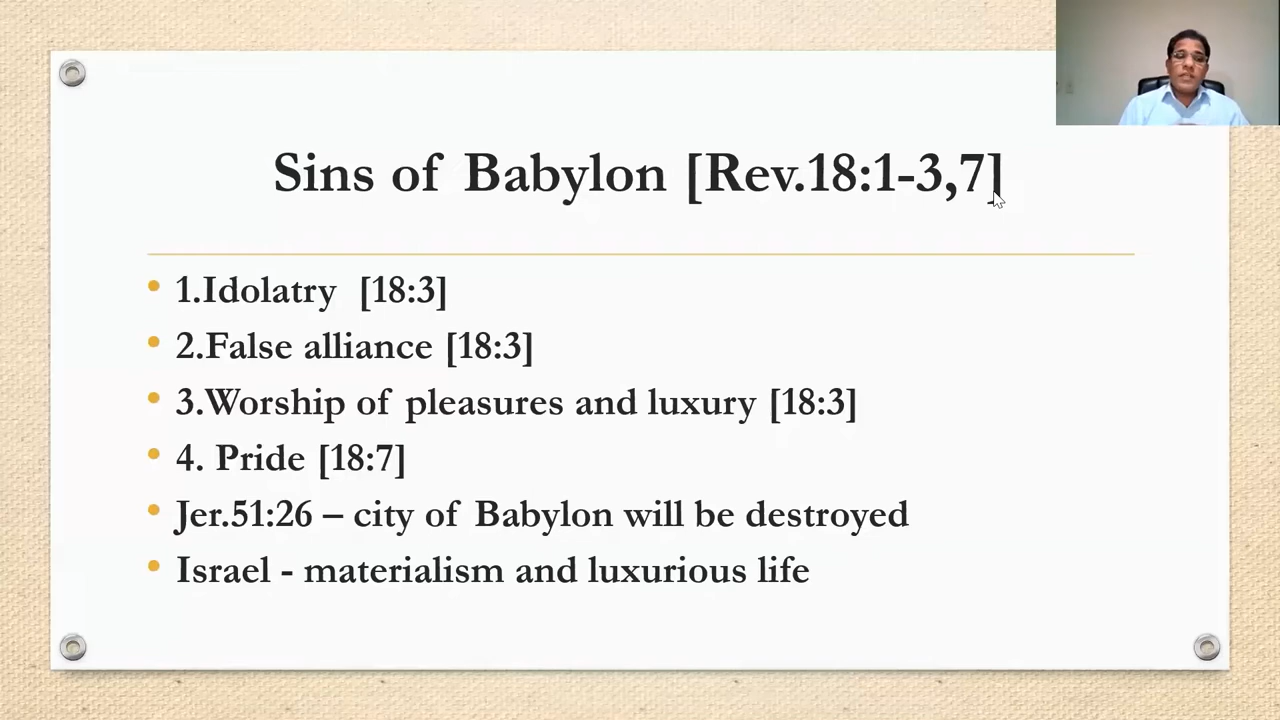 Sins of Babylon [Rev.18:1-3,7]
• 1.Idolatry [18:3]
• 2.False alliance [18:3]
• 3.Worship of pleasures and luxury [18:3]
• 4. Pride [18:7]
• Jer.51:26 – city of Babylon will be destroyed
• Israel - materialism and luxurious life